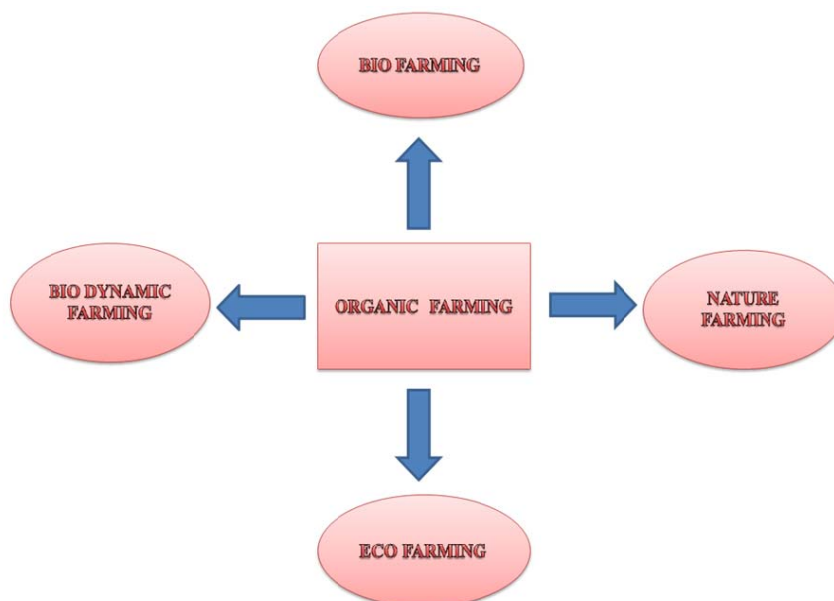 BIO FARMING
BIO DYNAMIC
FARMING
ORGANIC FARMING
NATURE
FARMING
ECO FARMING